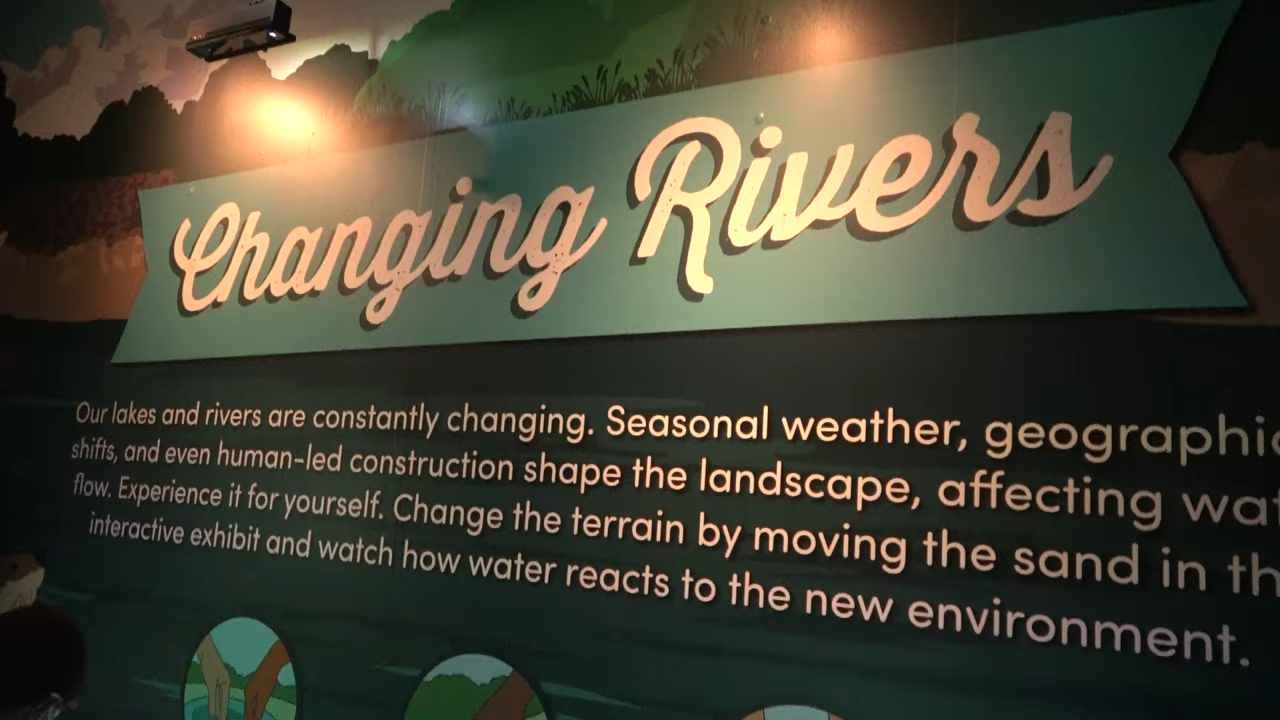 Changing Rivers
Our lakes and rivers are constantly changing. Seasonal weather,
shifts, and even human-led construction shape the landscape, affecting
flow. Experience it for yourself. Change the terrain by moving the sand in
interactive exhibit and watch how water reacts to the new environment.